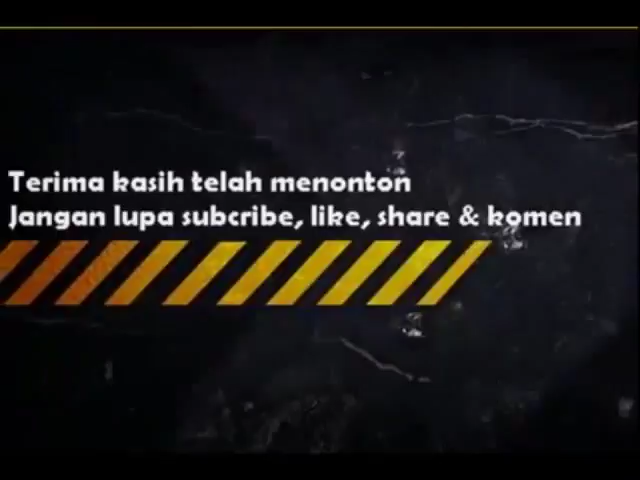 Terima kasih telah menonton
Jangan lupa subcribe, like, share & komen